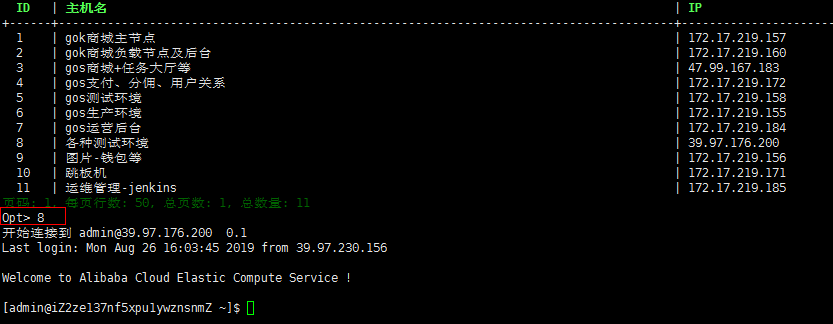 ID | 主机名 | IP
1 | gok商城主节点 | 172.17.219.157
2 | gok商城负载节点及后台 | 172.17.219.160
3 | gos商城+任务大厅等 | 47.99.167.183
4 | gos支付、分佣、用户关系 | 172.17.219.172
5 | gos测试环境 | 172.17.219.158
6 | gos生产环境 | 172.17.219.155
7 | gos运营后台 | 172.17.219.184
8 | 各种测试环境 | 39.97.176.200
9 | 图片-钱包等 | 172.17.219.156
10 | 跳板机 | 172.17.219.171
11 | 运维管理-jenkins | 172.17.219.185
页码: 1, 每页行数: 50, 总页数: 1, 总数量: 11
Opt> 8
开始连接到 admin@39.97.176.200 0.1
Last login: Mon Aug 26 16:03:45 2019 from 39.97.230.156
Welcome to Alibaba Cloud Elastic Compute Service !
[admin@iZ2ze137nf5xpu1ywznsnmZ ~]$